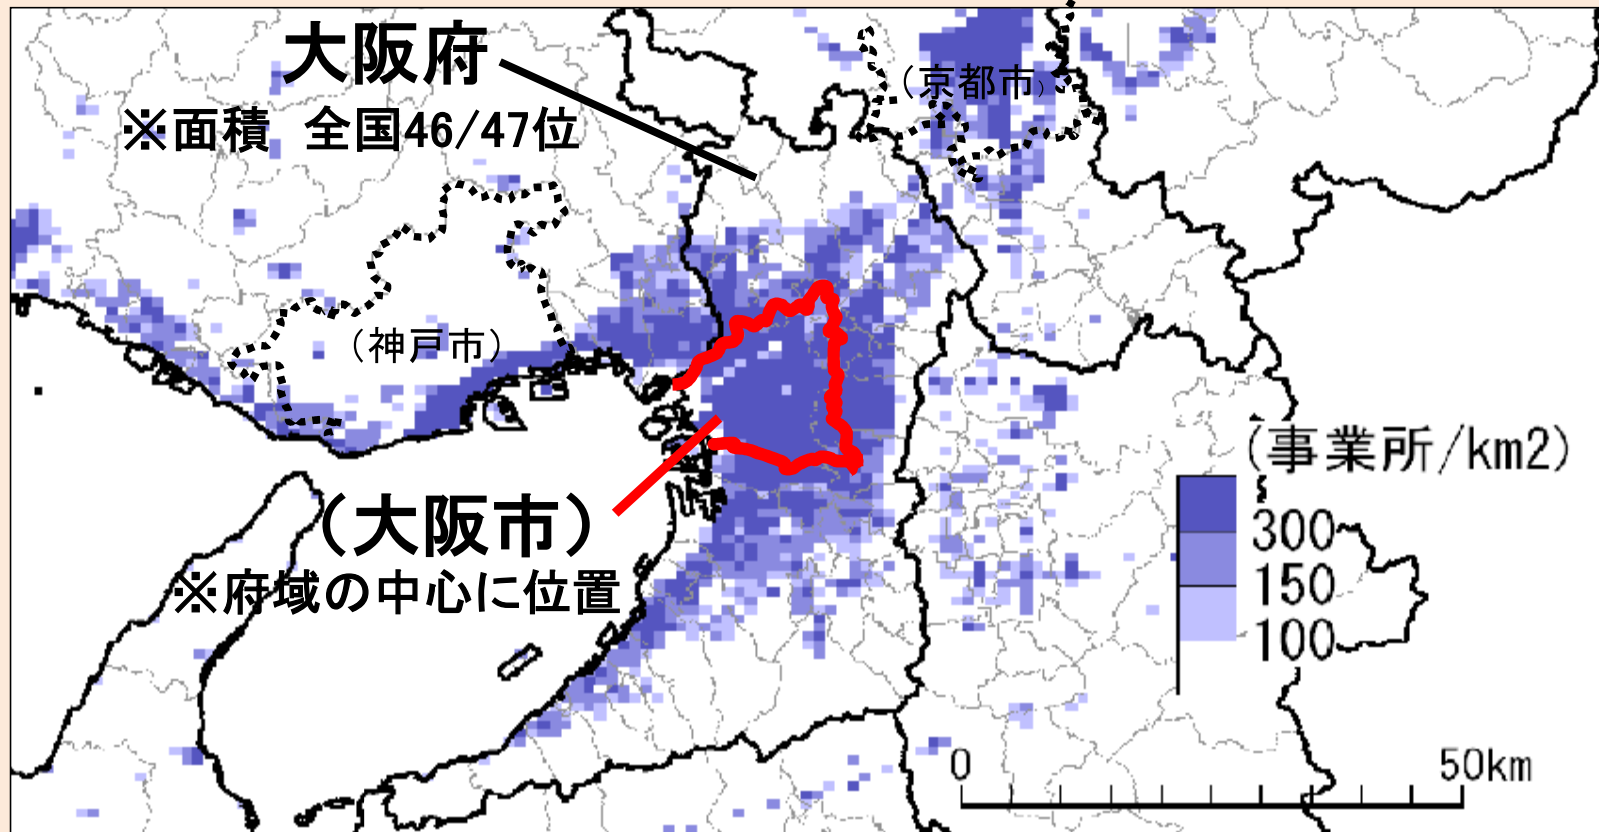 大阪府
※面積　全国46/47位
（京都市）
（神戸市）
（大阪市）
※府域の中心に位置
(事業所/km2)
300
150
100
0 50km